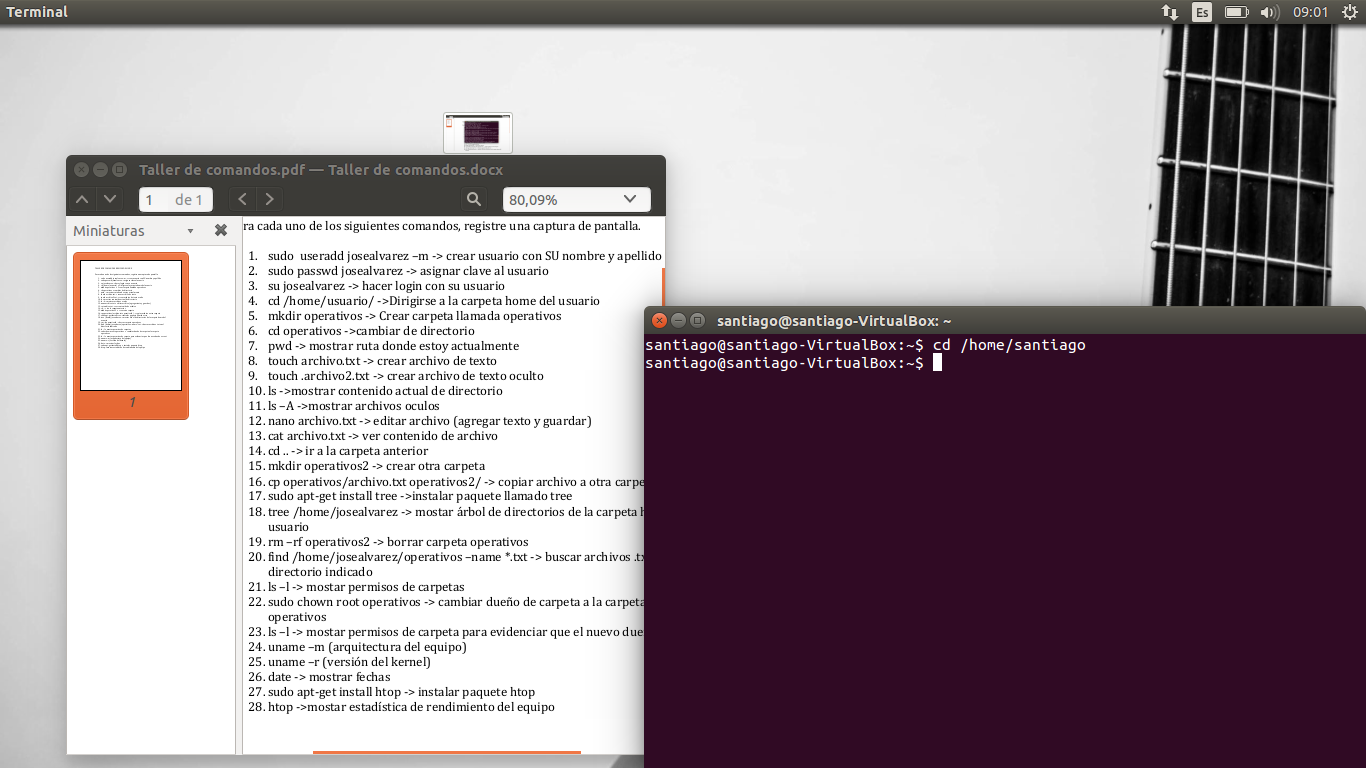 Terminal
Es
09:01
Taller de comandos.pdf — Taller de comandos.docx
1 de 1
80,09%
Miniaturas
1
ra cada uno de los siguientes comandos, registre una captura de pantalla.
1. sudo useradd josealvarez –m -> crear usuario con SU nombre y apellido
2. sudo passwd josealvarez -> asignar clave al usuario
3. su josealvarez -> hacer login con su usuario
4. cd /home/usuario/ ->Dirigirse a la carpeta home del usuario
5. mkdir operativos -> Crear carpeta llamada operativos
6. cd operativos ->cambiar de directorio
7. pwd -> mostrar ruta donde estoy actualmente
8. touch archivo.txt -> crear archivo de texto
9. touch .archivo2.txt -> crear archivo de texto oculto
10. ls ->mostrar contenido actual de directorio
11. ls –A ->mostrar archivos oculos
12. nano archivo.txt -> editar archivo (agregar texto y guardar)
13. cat archivo.txt -> ver contenido de archivo
14. cd .. -> ir a la carpeta anterior
15. mkdir operativos2 -> crear otra carpeta
16. cp operativos/archivo.txt operativos2/ -> copiar archivo a otra carpe
17. sudo apt-get install tree ->instalar paquete llamado tree
18. tree /home/josealvarez -> mostar árbol de directorios de la carpeta h
usuario
19. rm –rf operativos2 -> borrar carpeta operativos
20. find /home/josealvarez/operativos –name *.txt -> buscar archivos .tx
directorio indicado
21. ls –l -> mostar permisos de carpetas
22. sudo chown root operativos -> cambiar dueño de carpeta a la carpeta
operativos
23. ls –l -> mostar permisos de carpeta para evidenciar que el nuevo due
24. uname –m (arquitectura del equipo)
25. uname –r (versión del kernel)
26. date -> mostrar fechas
27. sudo apt-get install htop -> instalar paquete htop
28. htop ->mostar estadística de rendimiento del equipo
santiago@santiago-VirtualBox: ~
santiago@santiago-VirtualBox:~$ cd /home/santiago
santiago@santiago-VirtualBox:~$